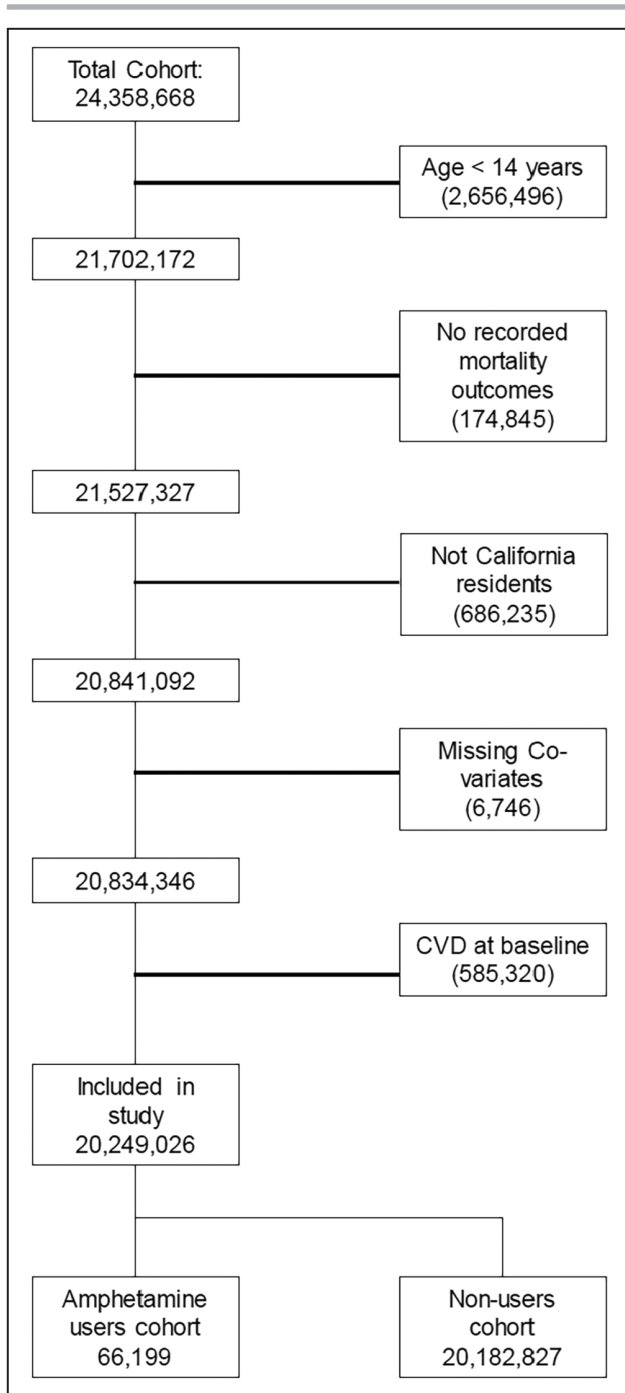 Total Cohort:
24,358,668
Age < 14 years
(2,656,496)
21,702,172
No recorded
mortality
outcomes
(174,845)
21,527,327
Not California
residents
(686,235)
20,841,092
Missing Co-
variates
(6,746)
20,834,346
CVD at baseline
(585,320)
Included in
study
20,249,026
Amphetamine
users cohort
66,199
Non-users
cohort
20,182,827